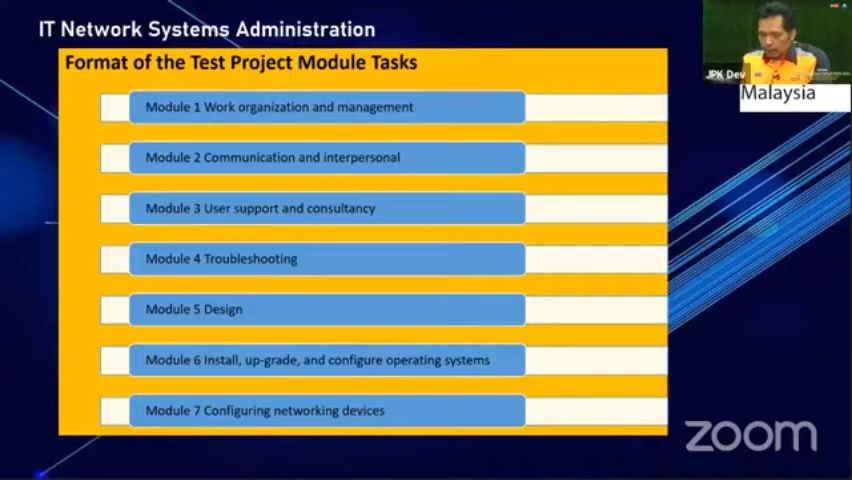 IT Network Systems Administration
Format of the Test Project Module Tasks
Module 1 Work organization and management
Module 2 Communication and interpersonal
Module 3 User support and consultancy
Module 4 Troubleshooting
Module 5 Design
Module 6 Install, up-grade, and configure operating systems
Module 7 Configuring networking devices
JPK Dev
Malaysia
zoom